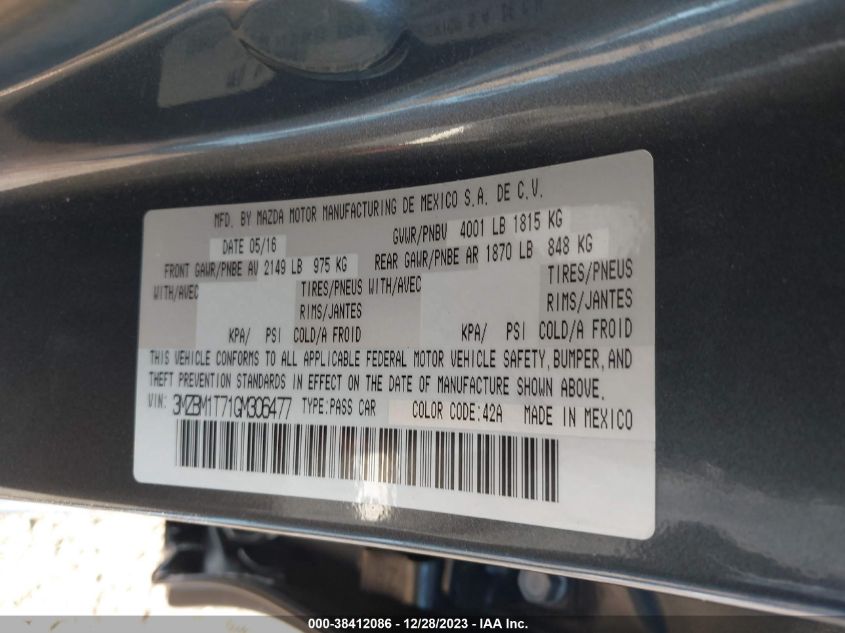 MFD. BY MAZDA MOTOR MANUFACTURING DE MEXICO S.A. DE C.V.
DATE 05/16 GVWR/PNBV 4001 LB 1815 KG
FRONT GAWR/PNBE AV 2149 LB 975 KG REAR GAWR/PNBE AR 1870 LB 848 KG
WITH/AVEC TIRES/PNEUS WITH/AVEC TIRES/PNEUS
RIMS/JANTES RIMS/JANTES
KPA/ PSI COLD/A FROID KPA/ PSI COLD/A FROID
THIS VEHICLE CONFORMS TO ALL APPLICABLE FEDERAL MOTOR VEHICLE SAFETY, BUMPER, AND
THEFT PREVENTION STANDARDS IN EFFECT ON THE DATE OF MANUFACTURE SHOWN ABOVE.
VIN: 3MZBM1T71GM306477 TYPE: PASS CAR COLOR CODE: 42A MADE IN MEXICO
000-38412086 - 12/28/2023 - IAA Inc.